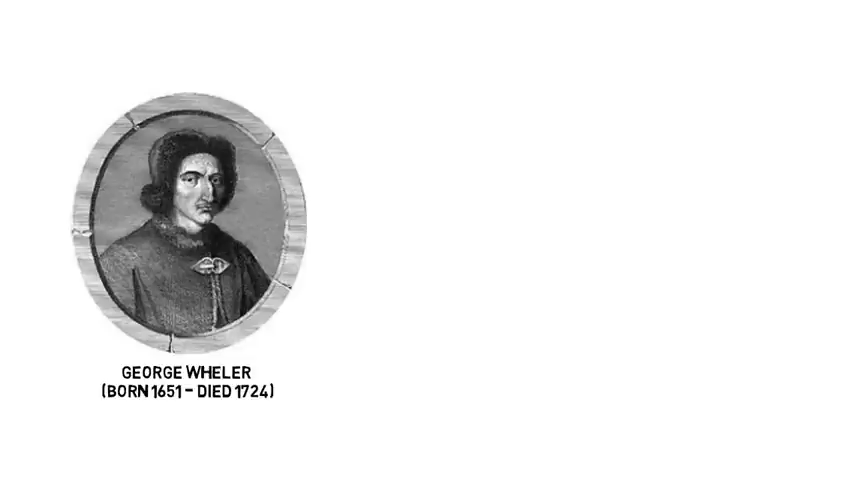 GEORGE WHELER
(BORN 1651 – DIED 1724)